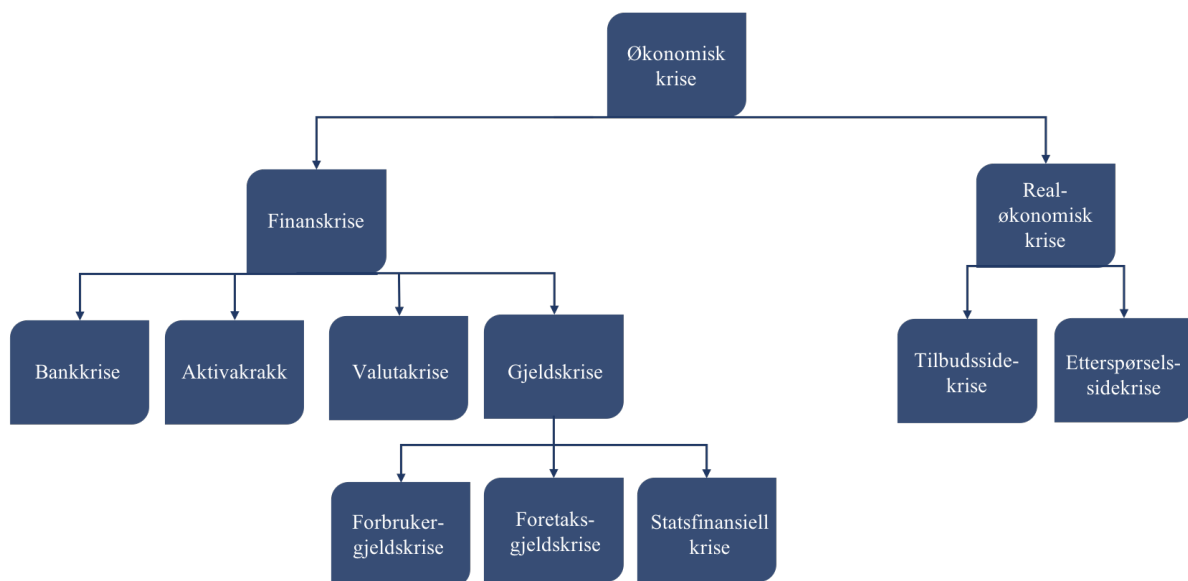 Økonomisk
krise
Finanskrise
Real-
økonomisk
krise
Bankkrise
Aktivakrakk
Valutakrise
Gjeldskrise
Tilbudsside-
krise
Etterspørsels-
sidekrise
Forbruker-
gjeldskrise
Foretaks-
gjeldskrise
Statsfinansiell
krise